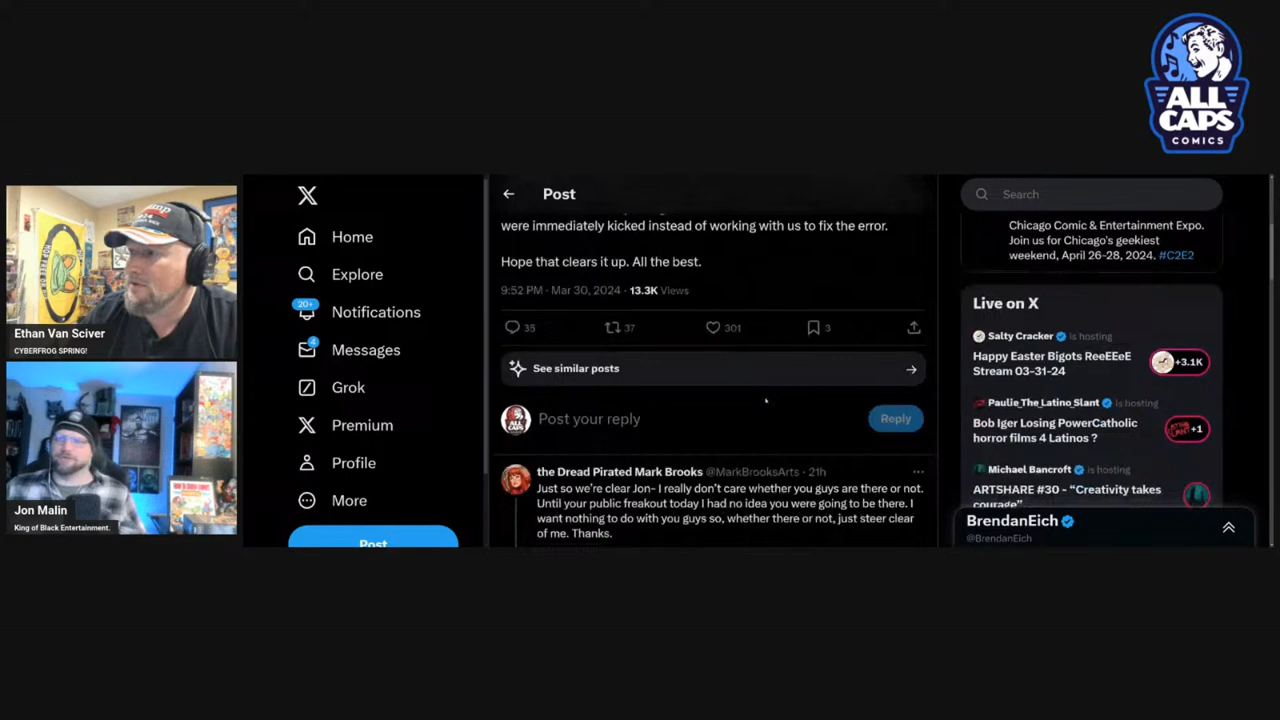 ALL
CAPS
COMICS
Ethan Van Sciver
CYBERFROG SPRING!
Jon Malin
King of Black Entertainment.
Home
Explore
20+
Notifications
4
Messages
Grok
Premium
Profile
More
Post
Post
were immediately kicked instead of working with us to fix the error.
Hope that clears it up. All the best.
9:52 PM · Mar 30, 2024 · 13.3K Views
35 37 301 3
See similar posts
Post your reply
Reply
the Dread Pirated Mark Brooks @MarkBrooksArts · 21h
Just so we're clear Jon- I really don't care whether you guys are there or not.
Until your public freakout today I had no idea you were going to be there. I
want nothing to do with you guys so, whether there or not, just steer clear
of me. Thanks.
Search
Chicago Comic & Entertainment Expo.
Join us for Chicago's geekiest
weekend, April 26-28, 2024. #C2E2
Live on X
Salty Cracker is hosting
Happy Easter Bigots ReeEEeE
Stream 03-31-24
+3.1K
Paulie_The_Latino_Slant is hosting
Bob Iger Losing PowerCatholic
horror films 4 Latinos ?
+1
Michael Bancroft is hosting
ARTSHARE #30 - “Creativity takes
courage”
BrendanEich
@BrendanEich